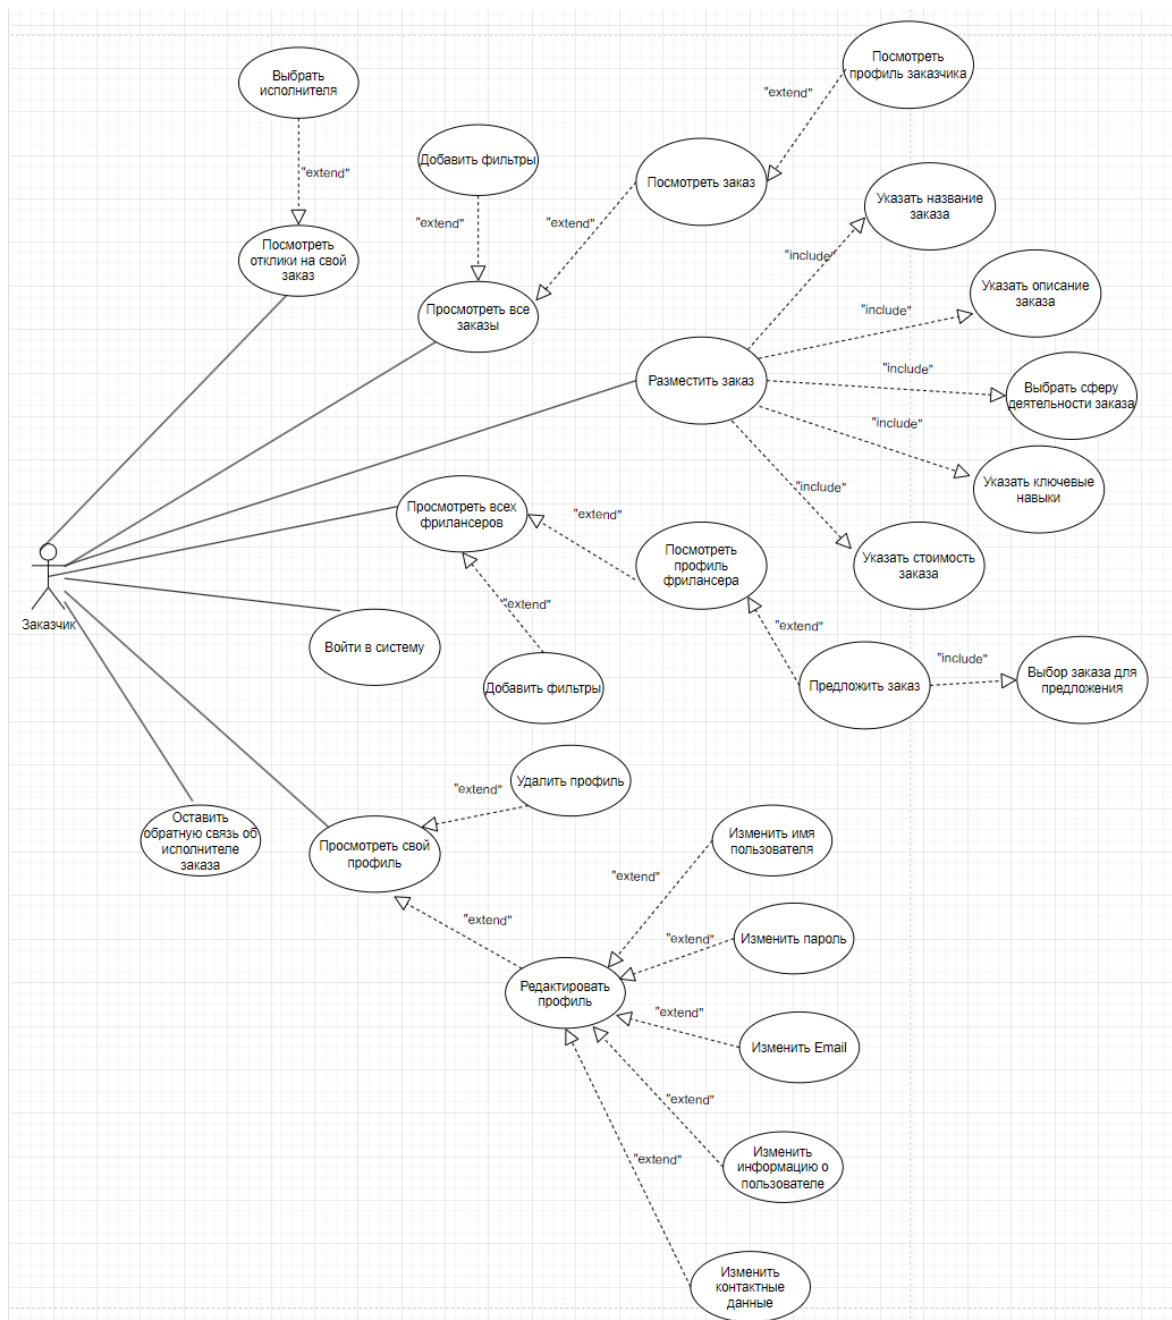 Посмотреть
профиль заказчика
"extend"
Выбрать
исполнителя
Добавить фильтры
"extend"
Посмотреть заказ
Указать название
заказа
"extend"
"extend"
Посмотреть
отклики на свой
заказ
"include"
Указать описание
заказа
Просмотреть все
заказы
"include"
Разместить заказ
"include"
Выбрать сферу
деятельности заказа
"include"
Указать ключевые
навыки
"include"
Просмотреть всех
фрилансеров
"extend"
Посмотреть
профиль
фрилансера
Указать стоимость
заказа
"extend"
Заказчик
"extend"
Войти в систему
"include"
Добавить фильтры
Предложить заказ
Выбор заказа для
предложения
Удалить профиль
"extend"
Оставить
обратную связь об
исполнителе
заказа
Просмотреть свой
профиль
Изменить имя
пользователя
"extend"
"extend"
Изменить пароль
"extend"
Редактировать
профиль
"extend"
Изменить Email
"extend"
"extend"
Изменить
информацию о
пользователе
Изменить
контактные
данные